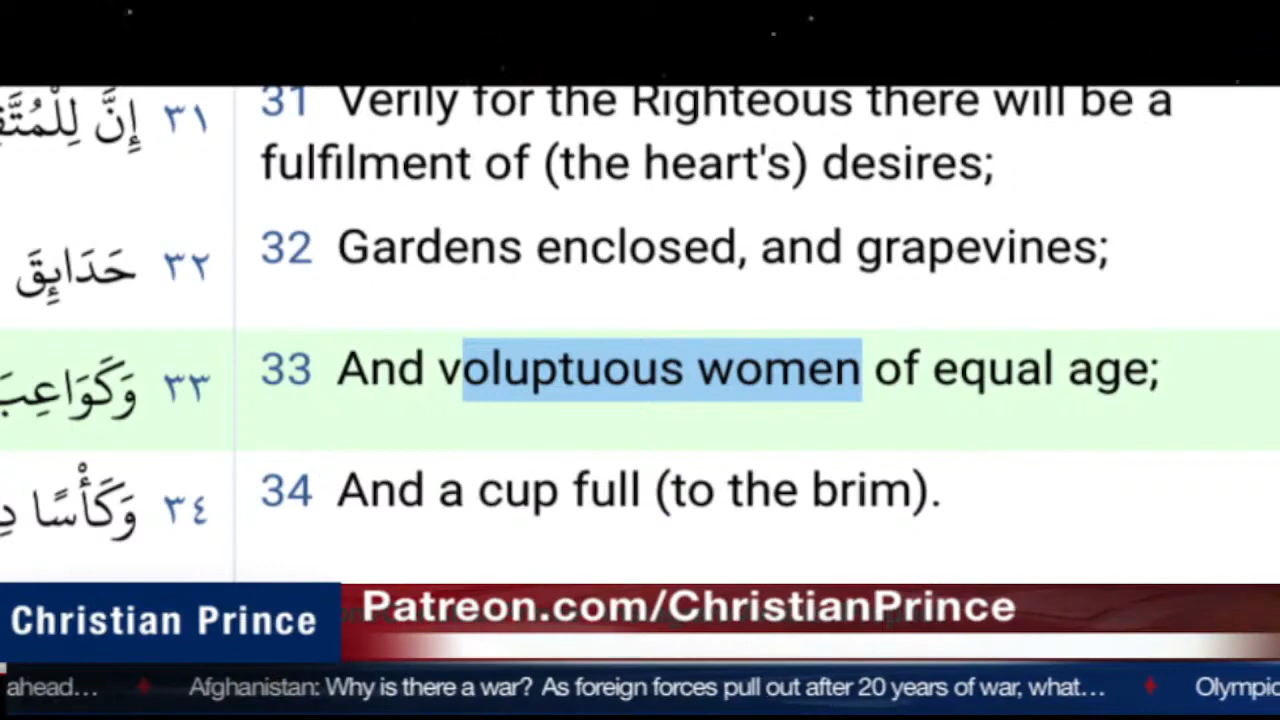 إِنَّ ٣١
31 Verily for the Righteous there will be a
fulfilment of (the heart's) desires;
حَدَايِٕقَ ٣٢
32 Gardens enclosed, and grapevines;
٣٣
33 And voluptuous women of equal age;
وَكَأْسًا ٣٤
34 And a cup full (to the brim).
Christian Prince
Patreon.com/ChristianPrince
ahead… Afghanistan: Why is there a war? As foreign forces pull out after 20 years of war, what… Olympic